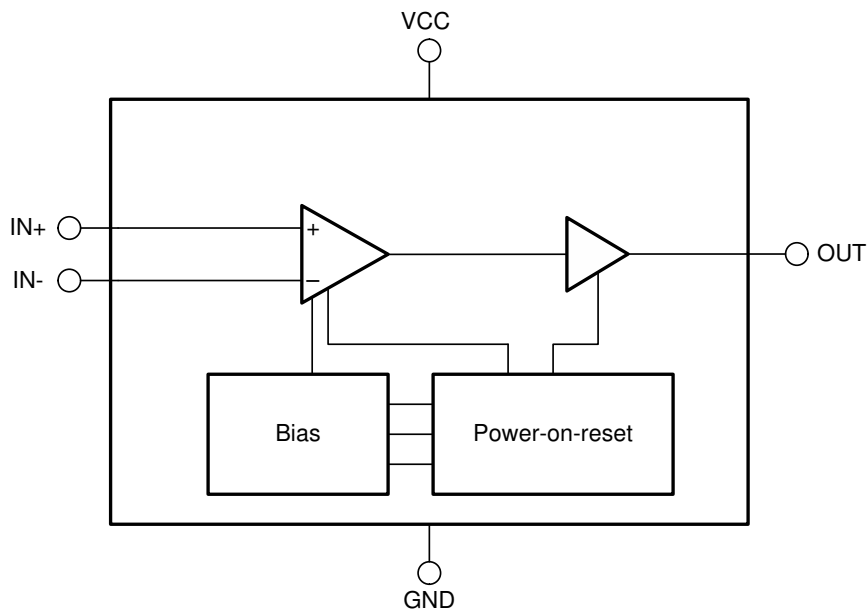 VCC
IN+
+
OUT
IN-
−
Bias
Power-on-reset
GND